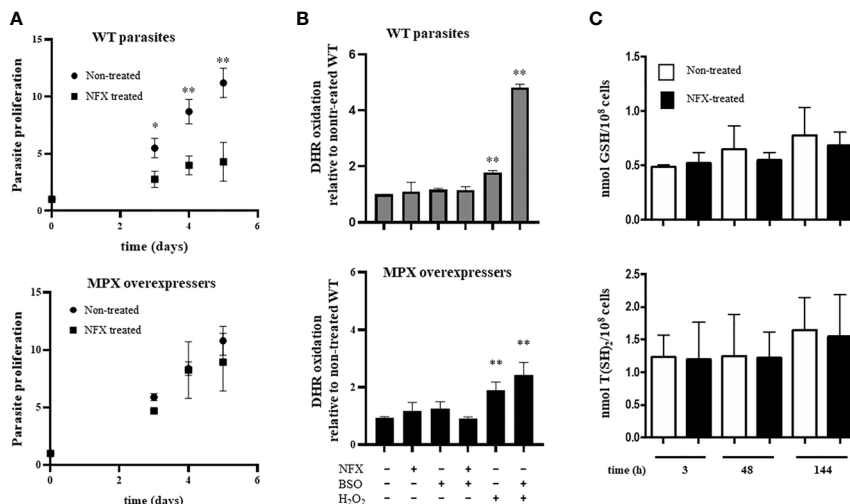 A
WT parasites
15
10
5
0
Parasite proliferation
Non-treated
NFX treated
*
**
**
0
2
4
6
time (days)
MPX overexpressers
15
10
5
0
Parasite proliferation
Non-treated
NFX treated
0
2
4
6
time (days)
B
WT parasites
6
4
2
0
DHR oxidation
relative to nontr-eated WT
**
**
MPX overexpressers
6
4
2
0
DHR oxidation
relative to non-treated WT
**
**
NFX - + - + - +
BSO - - + + - +
H2O2 - - - - + +
C
2.0
1.5
1.0
0.5
0.0
nmol GSH/10⁸ cells
Non-treated
NFX-treated
2.5
2.0
1.5
1.0
0.5
0.0
nmol T(SH)₂/10⁸ cells
time (h) 3 48 144